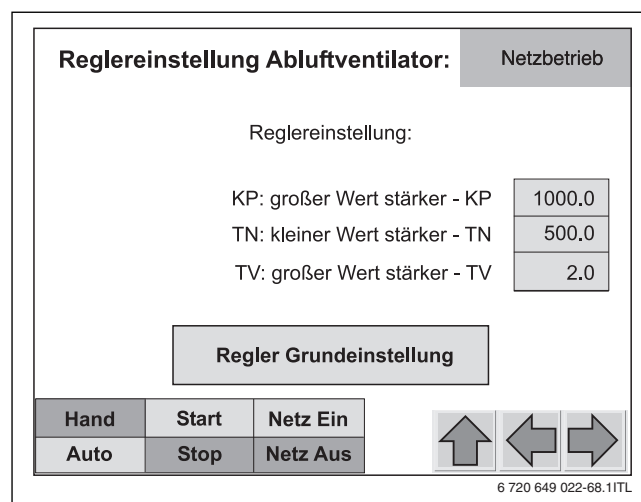 Reglereinstellung Abluftventilator: Netzbetrieb
Reglereinstellung:
KP: großer Wert stärker - KP 1000.0
TN: kleiner Wert stärker - TN 500.0
TV: großer Wert stärker - TV 2.0
Regler Grundeinstellung
Hand Start Netz Ein
Auto Stop Netz Aus
6 720 649 022-68.1ITL